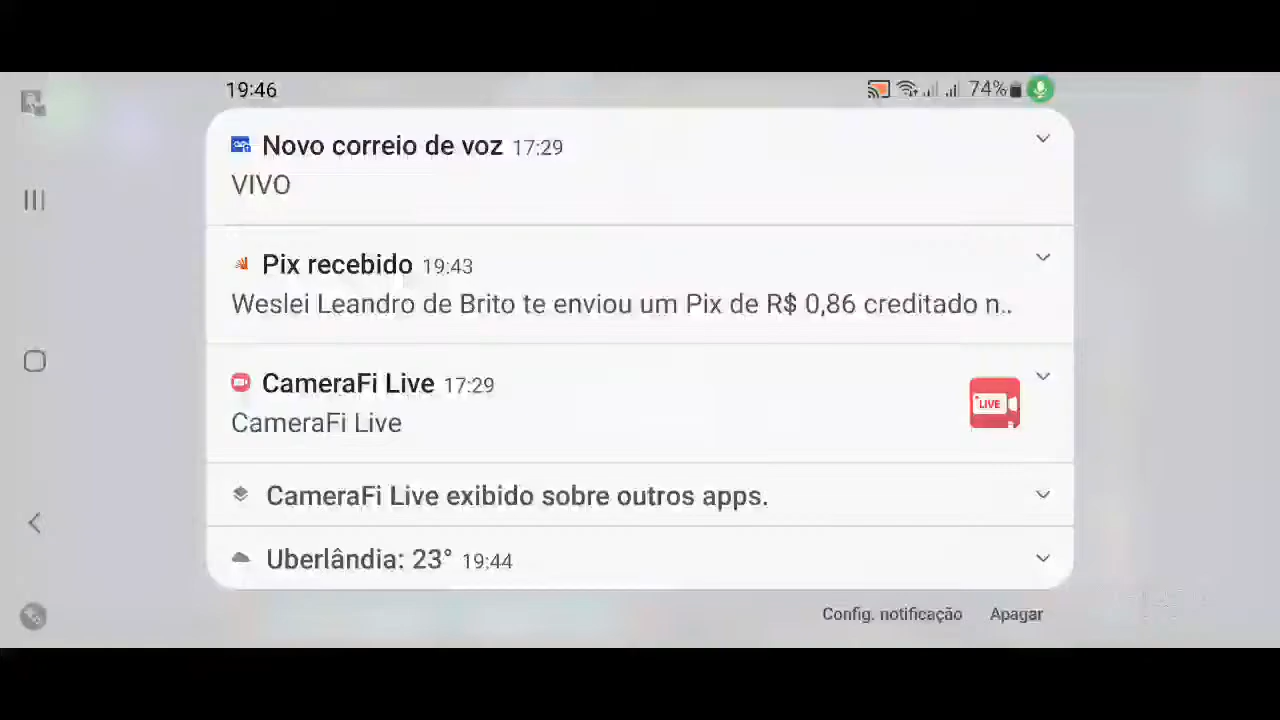 19:46
74%
Novo correio de voz 17:29
VIVO
Pix recebido 19:43
Weslei Leandro de Brito te enviou um Pix de R$ 0,86 creditado n..
CameraFi Live 17:29
CameraFi Live
LIVE
CameraFi Live exibido sobre outros apps.
Uberlândia: 23° 19:44
Config. notificação Apagar